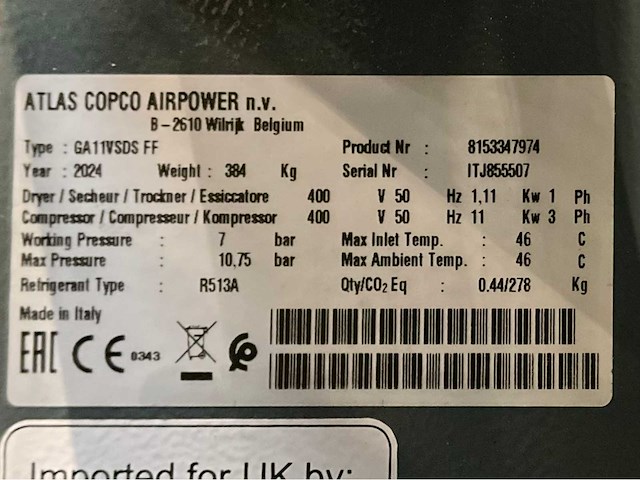 ATLAS COPCO AIRPOWER n.v.
B-2610 Wilrijk Belgium
Type : GA11VSDS FF Product Nr : 8153347974
Year : 2024 Weight : 384 Kg Serial Nr : ITJ855507
Dryer / Secheur / Trockner / Essiccatore 400 V 50 Hz 1,11 Kw 1 Ph
Compressor / Compresseur / Kompressor 400 V 50 Hz 11 Kw 3 Ph
Working Pressure : 7 bar Max Inlet Temp. : 46 C
Max Pressure : 10,75 bar Max Ambient Temp. : 46 C
Refrigerant Type : R513A Qty/CO2 Eq : 0.44/278 Kg
Made in Italy
EAC CE 0343
Imported for UK by: